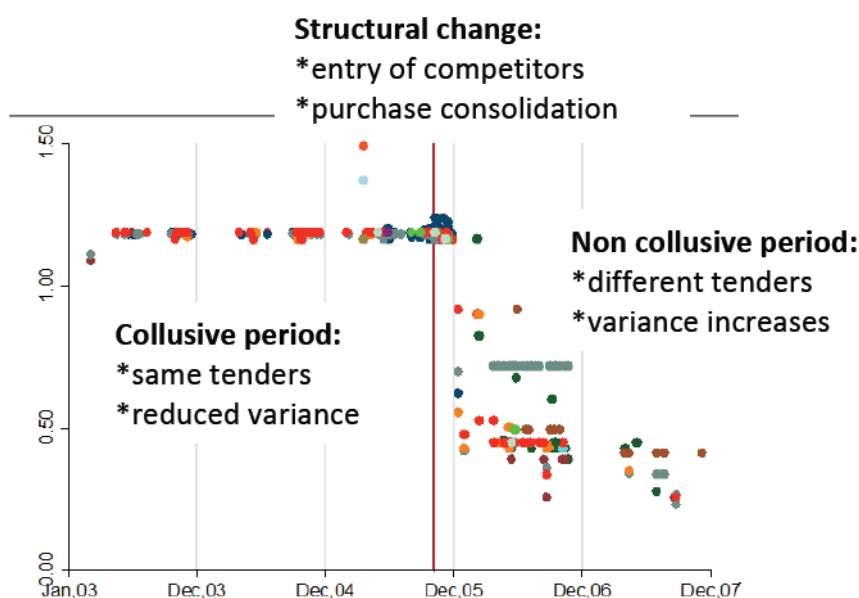 Structural change:
*entry of competitors
*purchase consolidation
1.50
1.00
0.50
0.00
Collusive period:
*same tenders
*reduced variance
Non collusive period:
*different tenders
*variance increases
Jan,03
Dec,03
Dec,04
Dec,05
Dec,06
Dec,07